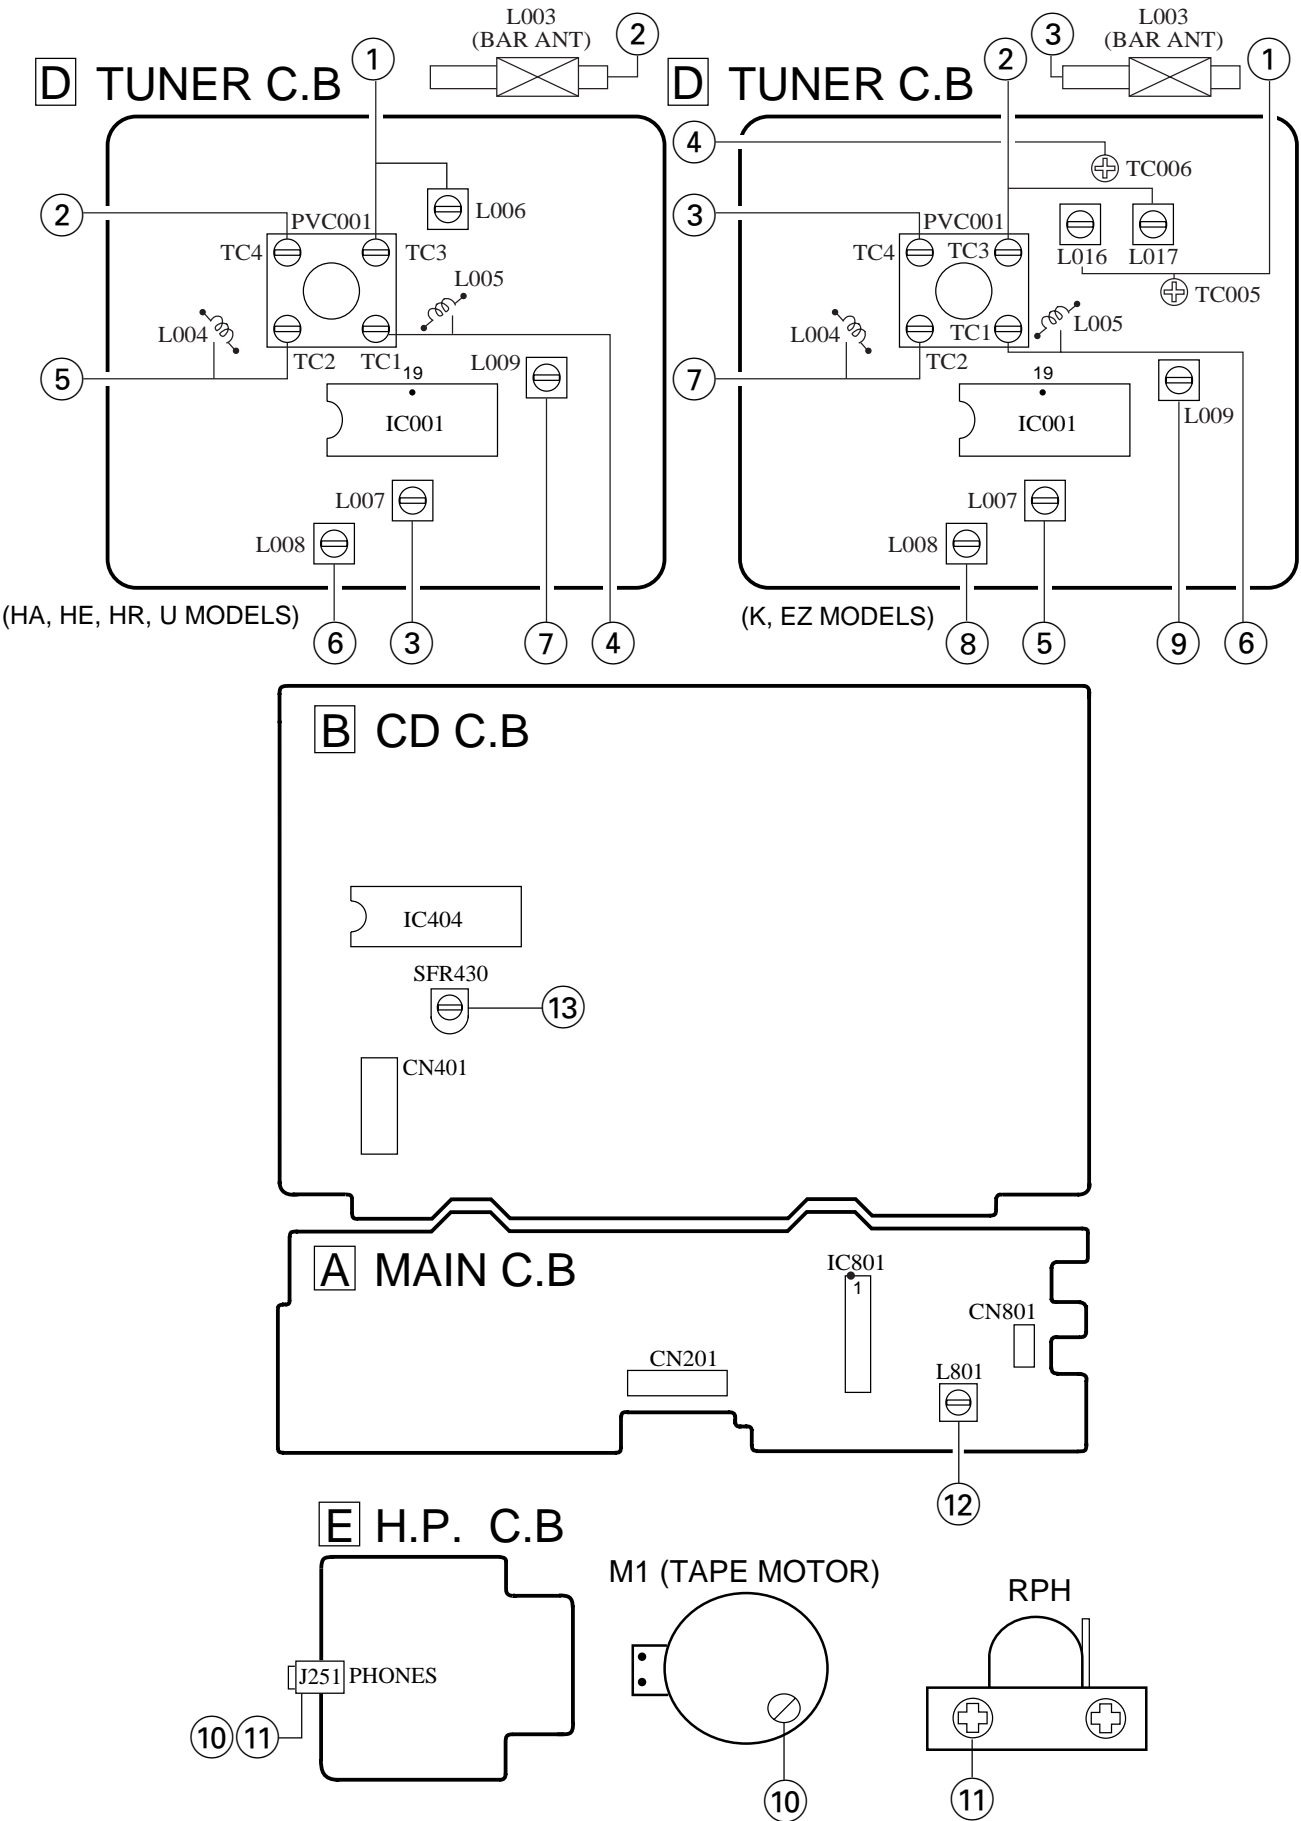 L003
(BAR ANT)
2
D TUNER C.B
1
2
PVC001
L006
TC4
TC3
L005
L004
5
TC2
TC1
L009
19
IC001
L007
L008
(HA, HE, HR, U MODELS)
6
3
7
4
L003
(BAR ANT)
3
D TUNER C.B
2
1
4
TC006
3
PVC001
TC4
TC3
L016
L017
TC005
L004
TC1
L005
7
TC2
19
IC001
L009
L007
L008
(K, EZ MODELS)
8
5
9
6
B CD C.B
IC404
SFR430
13
CN401
A MAIN C.B
IC801
1
CN801
CN201
L801
12
E H.P. C.B
J251 PHONES
10 11
M1 (TAPE MOTOR)
10
RPH
11